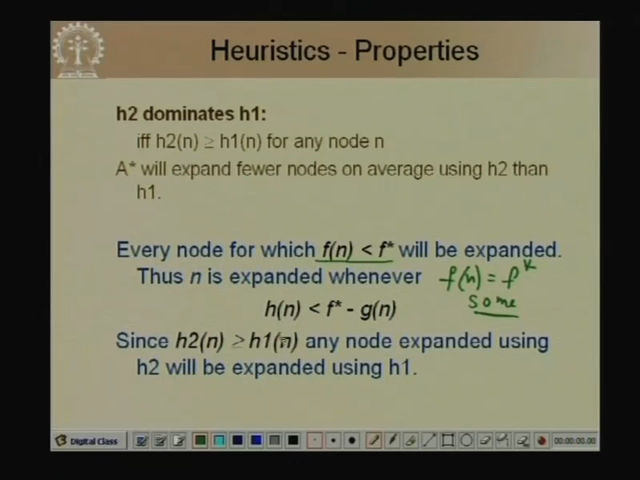 Heuristics - Properties
h2 dominates h1:
iff h2(n) ≥ h1(n) for any node n
A* will expand fewer nodes on average using h2 than
h1.
Every node for which f(n) < f* will be expanded.
Thus n is expanded whenever f(n) = f*
some
h(n) < f* - g(n)
Since h2(n) ≥ h1(n) any node expanded using
h2 will be expanded using h1.
Digital Class
00:00:00.00